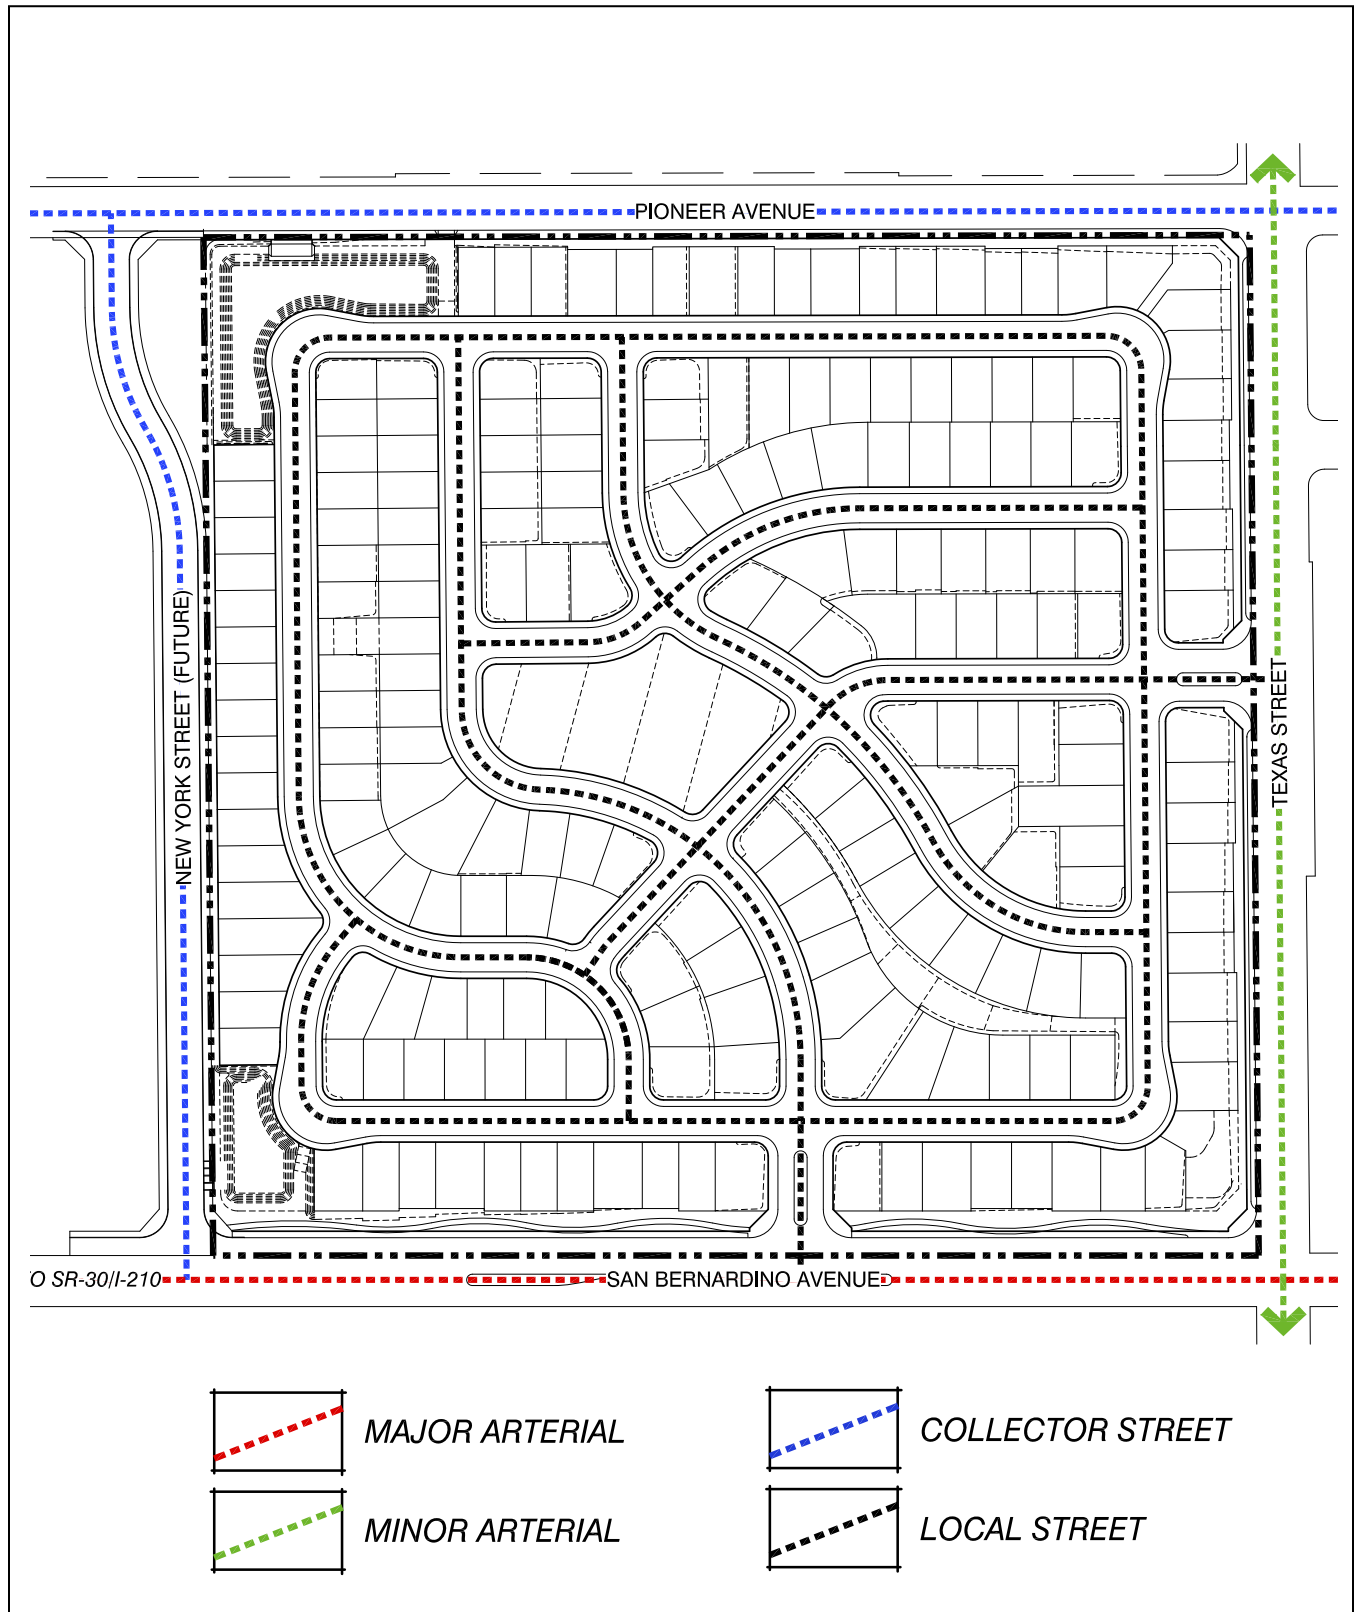 PIONEER AVENUE
NEW YORK STREET (FUTURE)
TEXAS STREET
O SR-30/I-210
SAN BERNARDINO AVENUE
MAJOR ARTERIAL
COLLECTOR STREET
MINOR ARTERIAL
LOCAL STREET